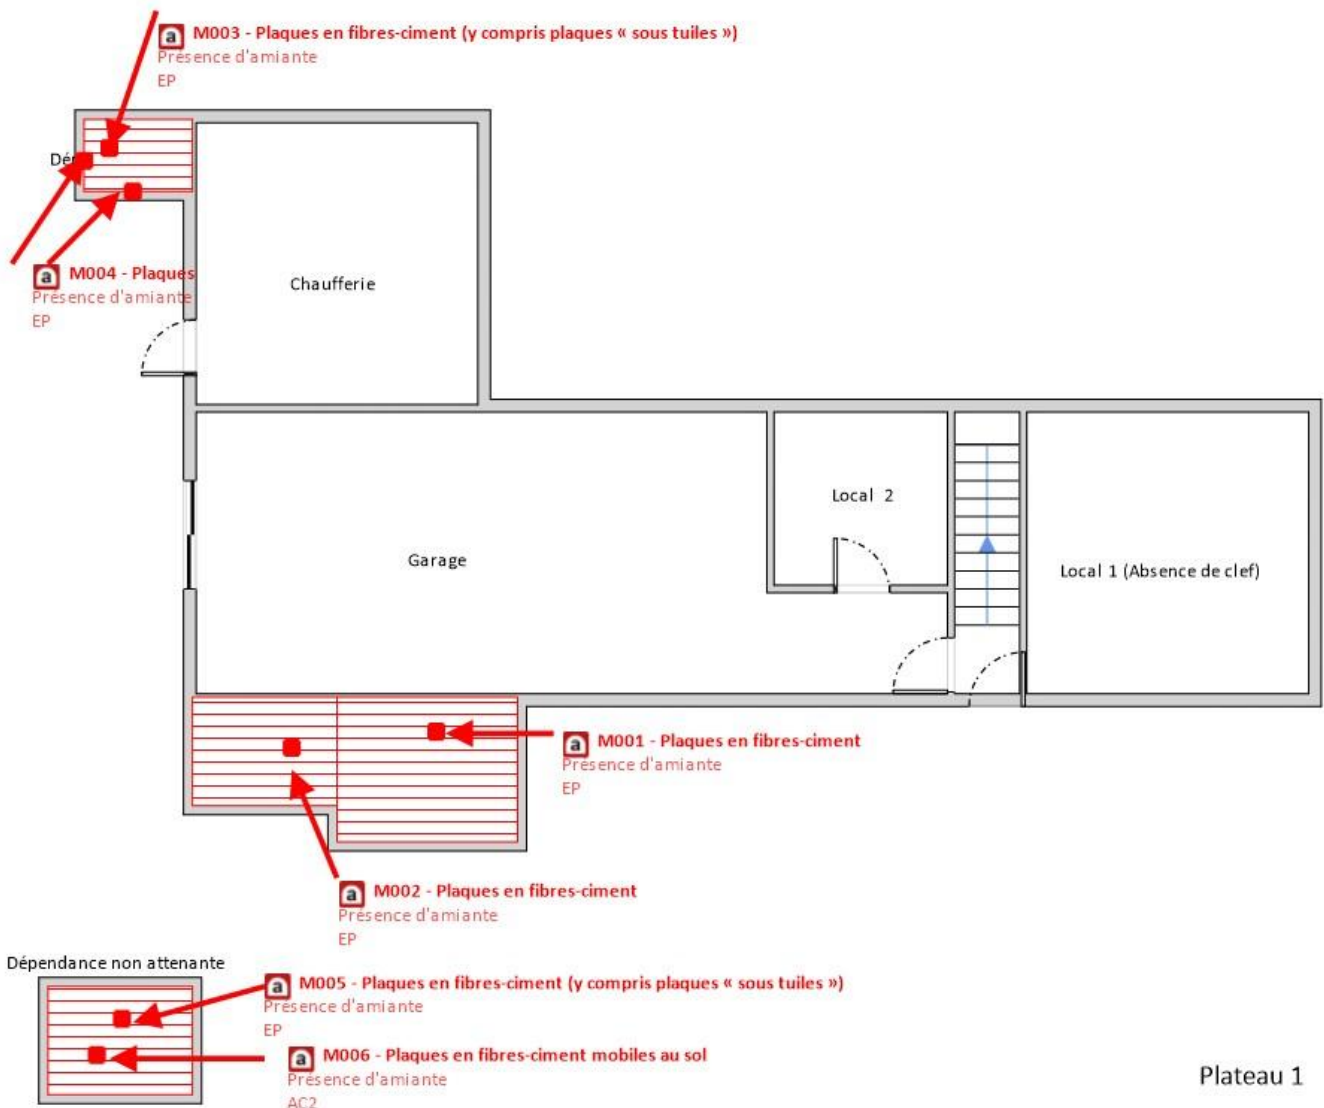 a M003 - Plaques en fibres-ciment (y compris plaques « sous tuiles »)
Présence d'amiante
EP
a M004 - Plaques
Présence d'amiante
EP
Chaufferie
Local 2
Garage
Local 1 (Absence de clef)
a M001 - Plaques en fibres-ciment
Présence d'amiante
EP
a M002 - Plaques en fibres-ciment
Présence d'amiante
EP
Dépendance non attenante
a M005 - Plaques en fibres-ciment (y compris plaques « sous tuiles »)
Présence d'amiante
EP
a M006 - Plaques en fibres-ciment mobiles au sol
Présence d'amiante
AC2
Plateau 1